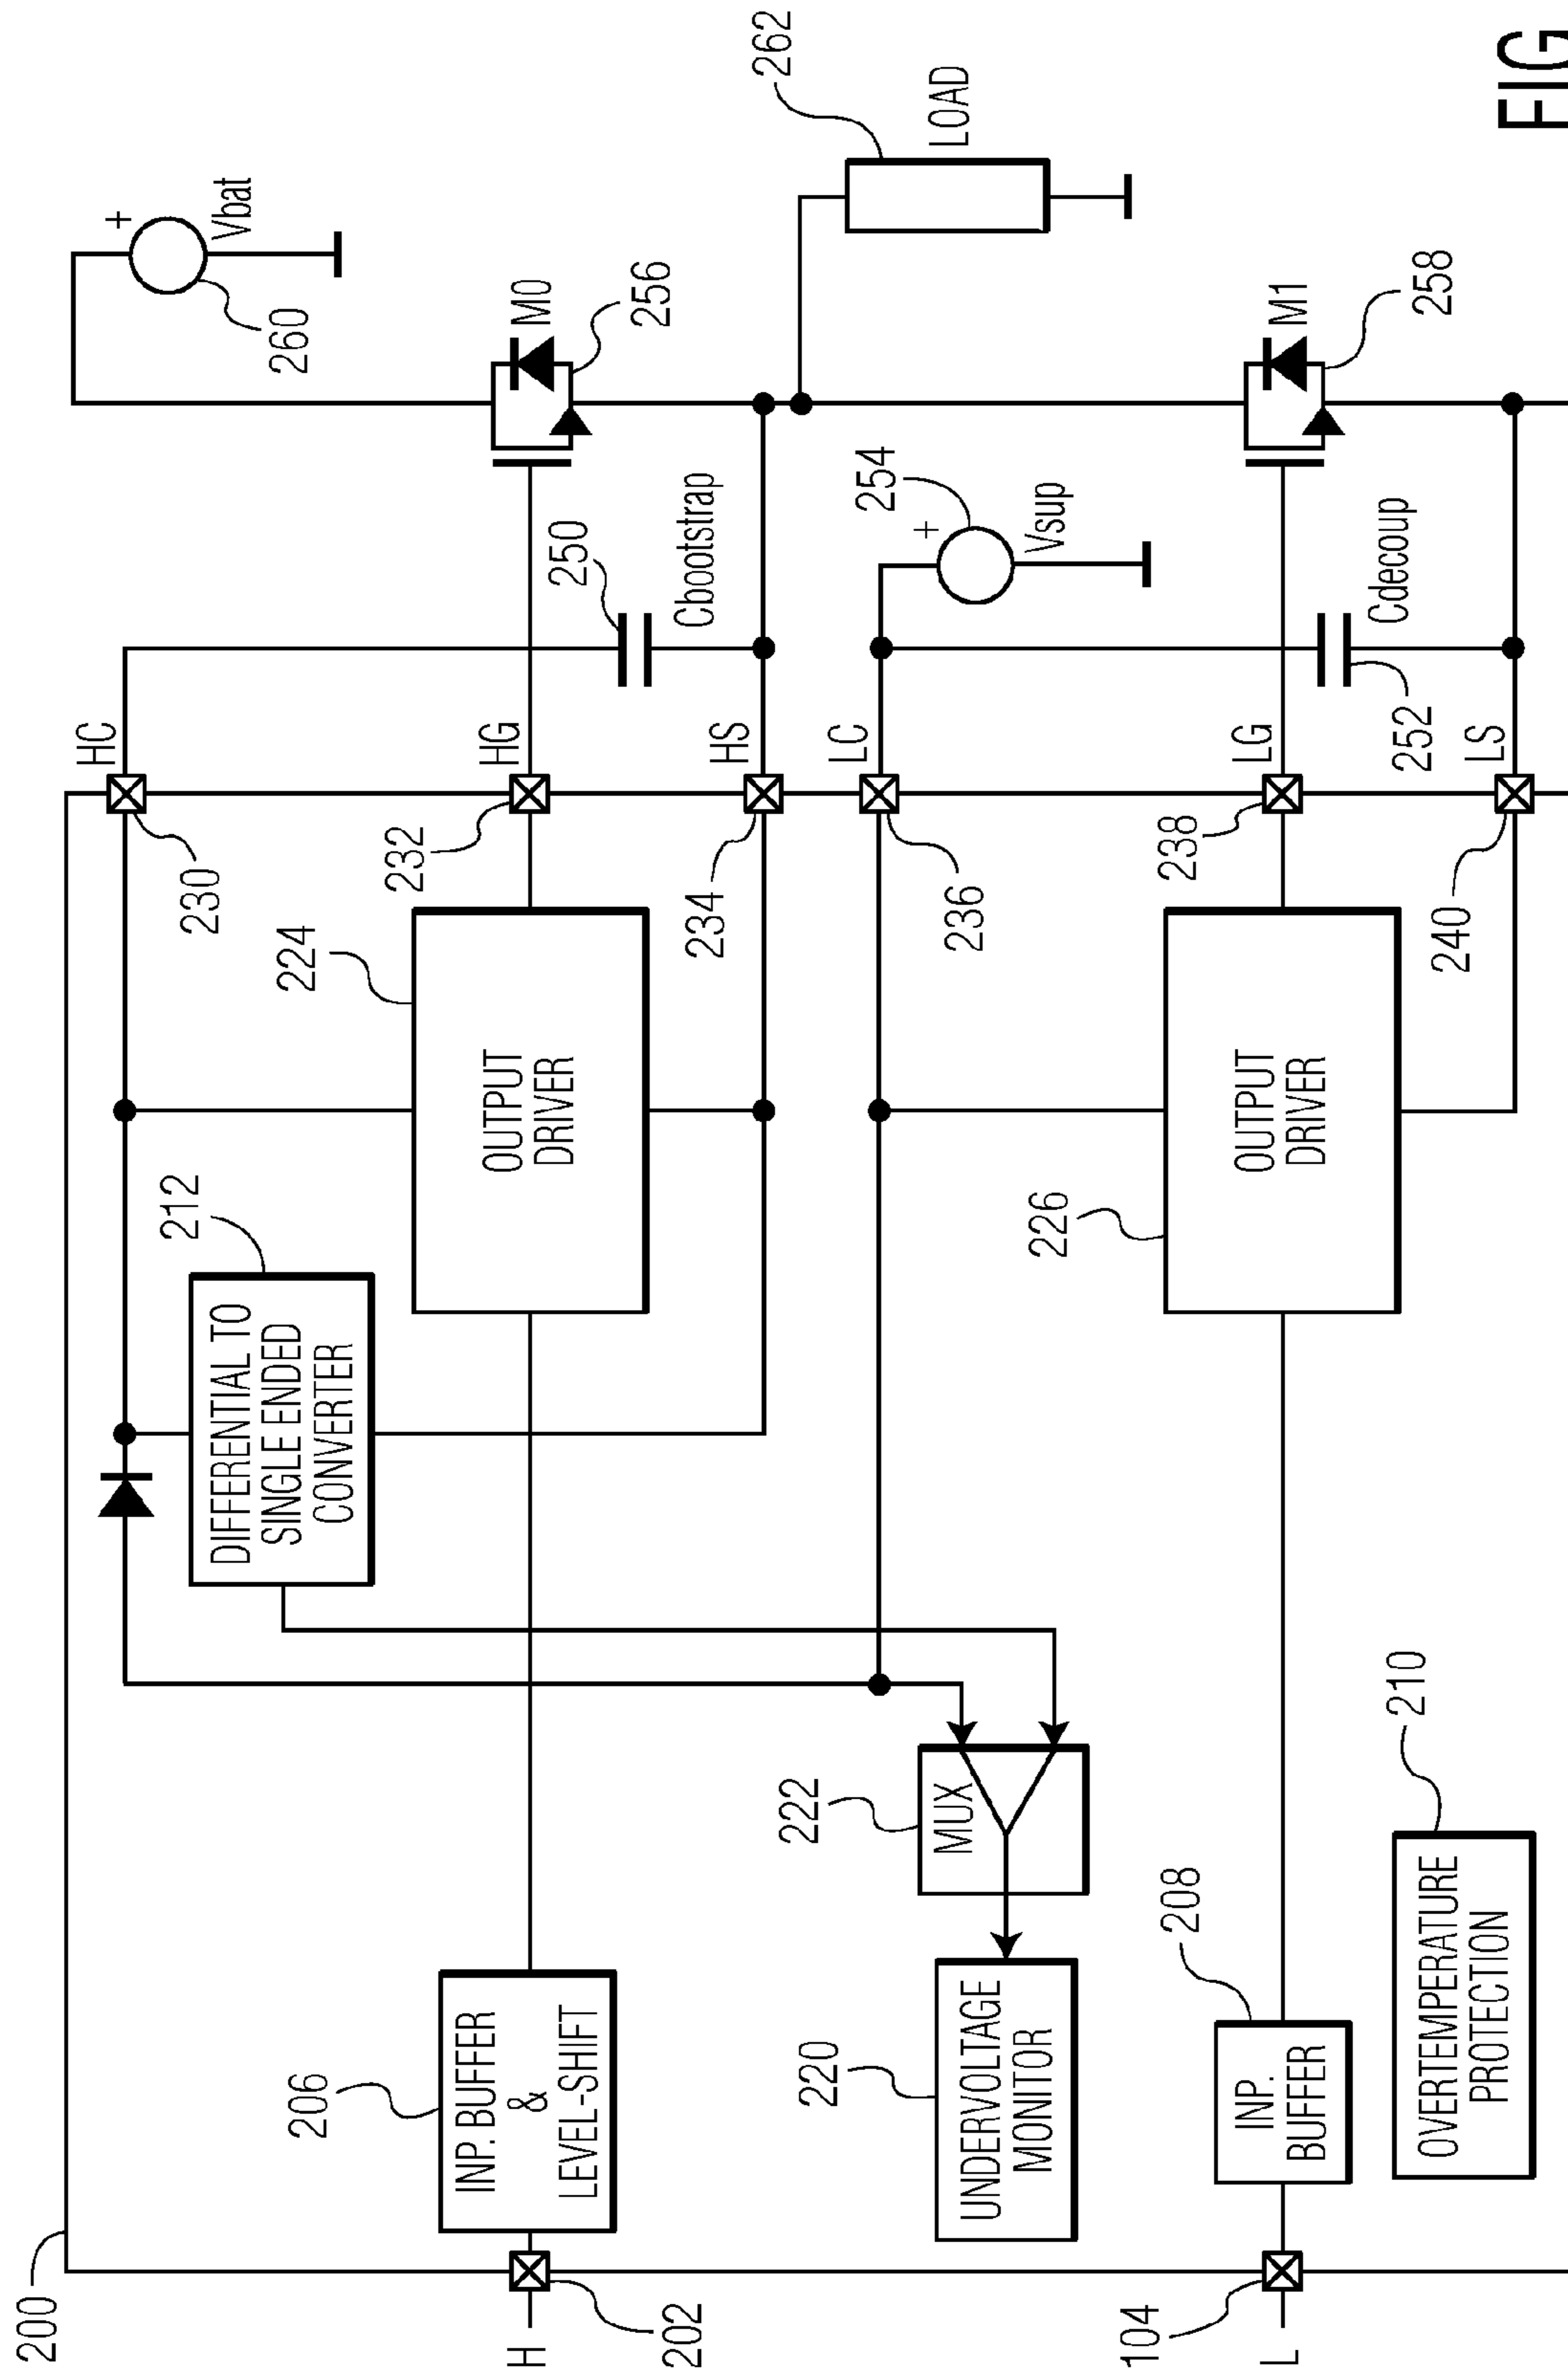 200
H
202
206
INP. BUFFER
&
LEVEL-SHIFT
212
DIFFERENTIAL TO
SINGLE ENDED
CONVERTER
224
OUTPUT
DRIVER
230
HC
232
HG
234
HS
250
Cbootstrap
260
+
Vbat
M0
256
262
LOAD
220
UNDERVOLTAGE
MONITOR
222
MUX
236
LC
254
+
Vsup
104
L
208
INP.
BUFFER
226
OUTPUT
DRIVER
238
LG
240
LS
252
Cdecoup
M1
258
210
OVERTEMPERATURE
PROTECTION
FIG